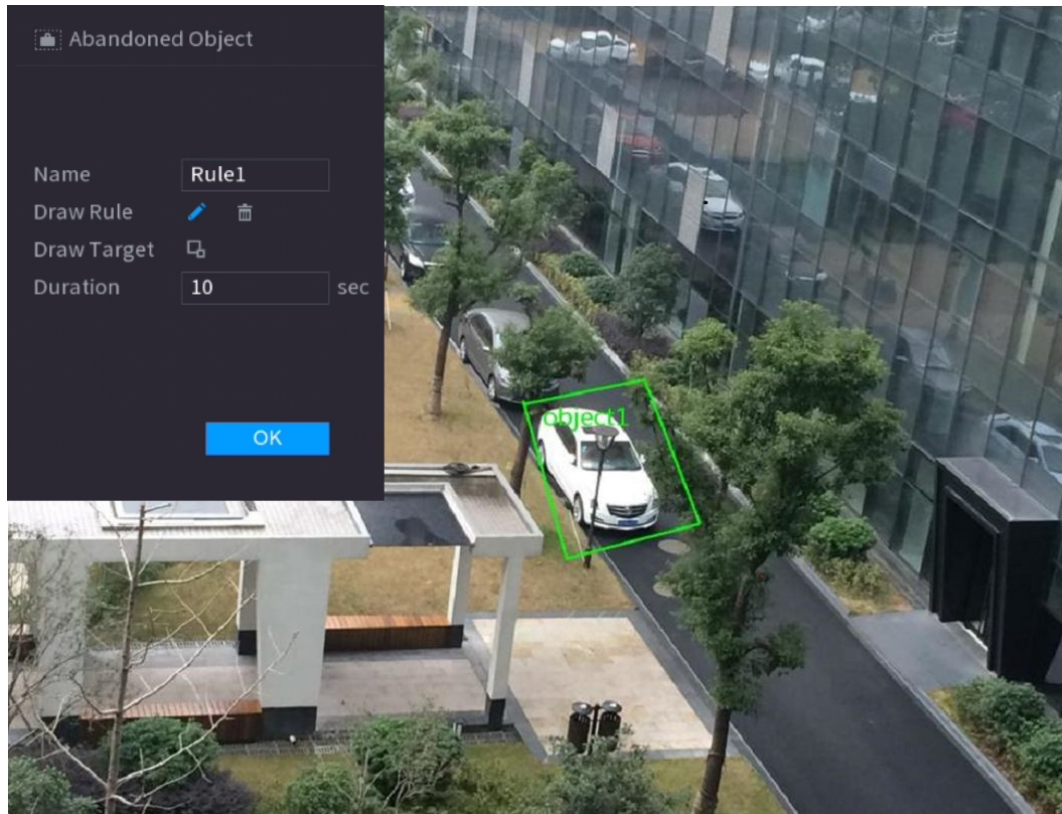 Abandoned Object
Name Rule1
Draw Rule
Draw Target
Duration 10 sec
OK
object1